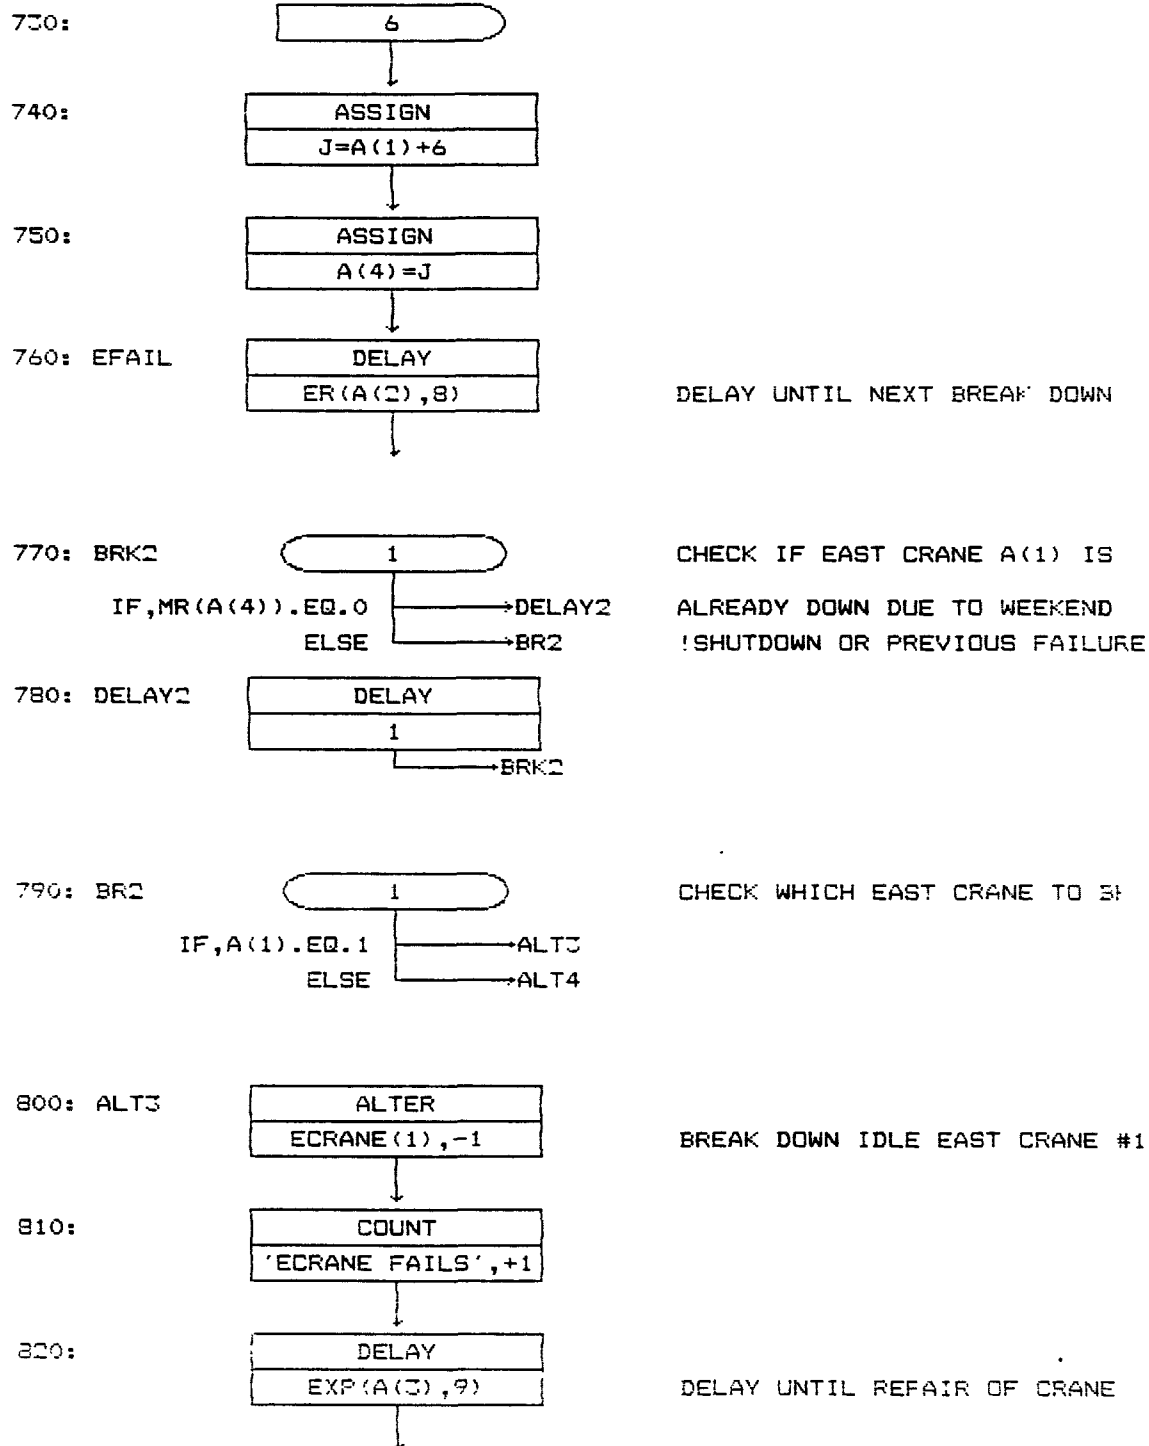 730:
6
740:
ASSIGN
J=A(1)+6
750:
ASSIGN
A(4)=J
760: EFAIL
DELAY
ER(A(2),8) DELAY UNTIL NEXT BREAK DOWN
770: BRK2 1 CHECK IF EAST CRANE A(1) IS
IF,MR(A(4)).EQ.0 DELAY2 ALREADY DOWN DUE TO WEEKEND
ELSE BR2 !SHUTDOWN OR PREVIOUS FAILURE
780: DELAY2 DELAY
1
BRK2
790: BR2 1 CHECK WHICH EAST CRANE TO
IF,A(1).EQ.1 ALT3
ELSE ALT4
800: ALT3 ALTER
ECRANE(1),-1 BREAK DOWN IDLE EAST CRANE #1
810: COUNT
'ECRANE FAILS',+1
820: DELAY
EXP(A(3),9) DELAY UNTIL REPAIR OF CRANE